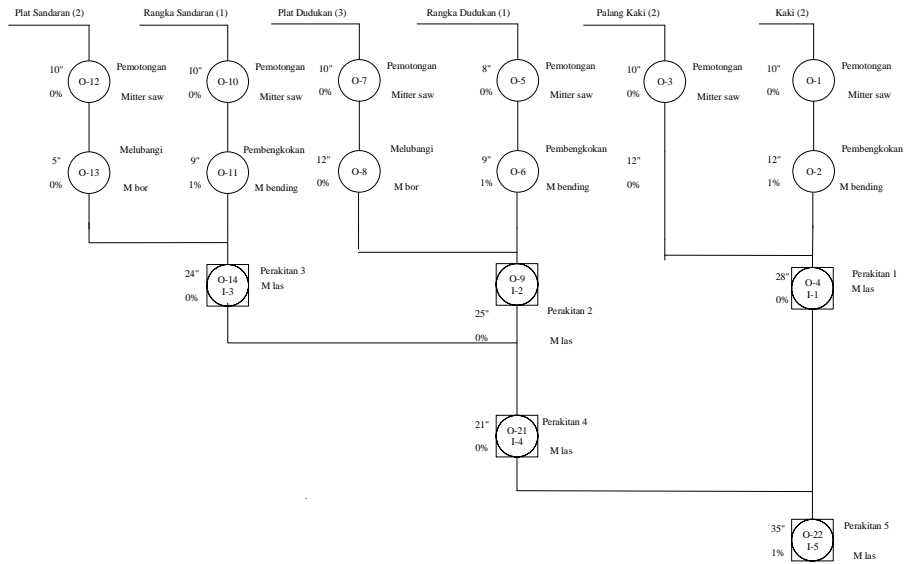 Plat Sandaran (2)
Rangka Sandaran (1)
Plat Dudukan (3)
Rangka Dudukan (1)
Palang Kaki (2)
Kaki (2)
10"
0%
O-12
Pemotongan
Mitter saw
10"
0%
O-10
Pemotongan
Mitter saw
10"
0%
O-7
Pemotongan
Mitter saw
8"
0%
O-5
Pemotongan
Mitter saw
10"
0%
O-3
Pemotongan
Mitter saw
10"
0%
O-1
Pemotongan
Mitter saw
5"
0%
O-13
Melubangi
M bor
9"
1%
O-11
Pembengkokan
M bending
12"
0%
O-8
Melubangi
M bor
9"
1%
O-6
Pembengkokan
M bending
12"
0%
12"
1%
O-2
Pembengkokan
M bending
24"
0%
O-14
I-3
Perakitan 3
M las
25"
0%
O-9
I-2
Perakitan 2
M las
28"
0%
O-4
I-1
Perakitan 1
M las
21"
0%
O-21
I-4
Perakitan 4
M las
35"
1%
O-22
I-5
Perakitan 5
M las